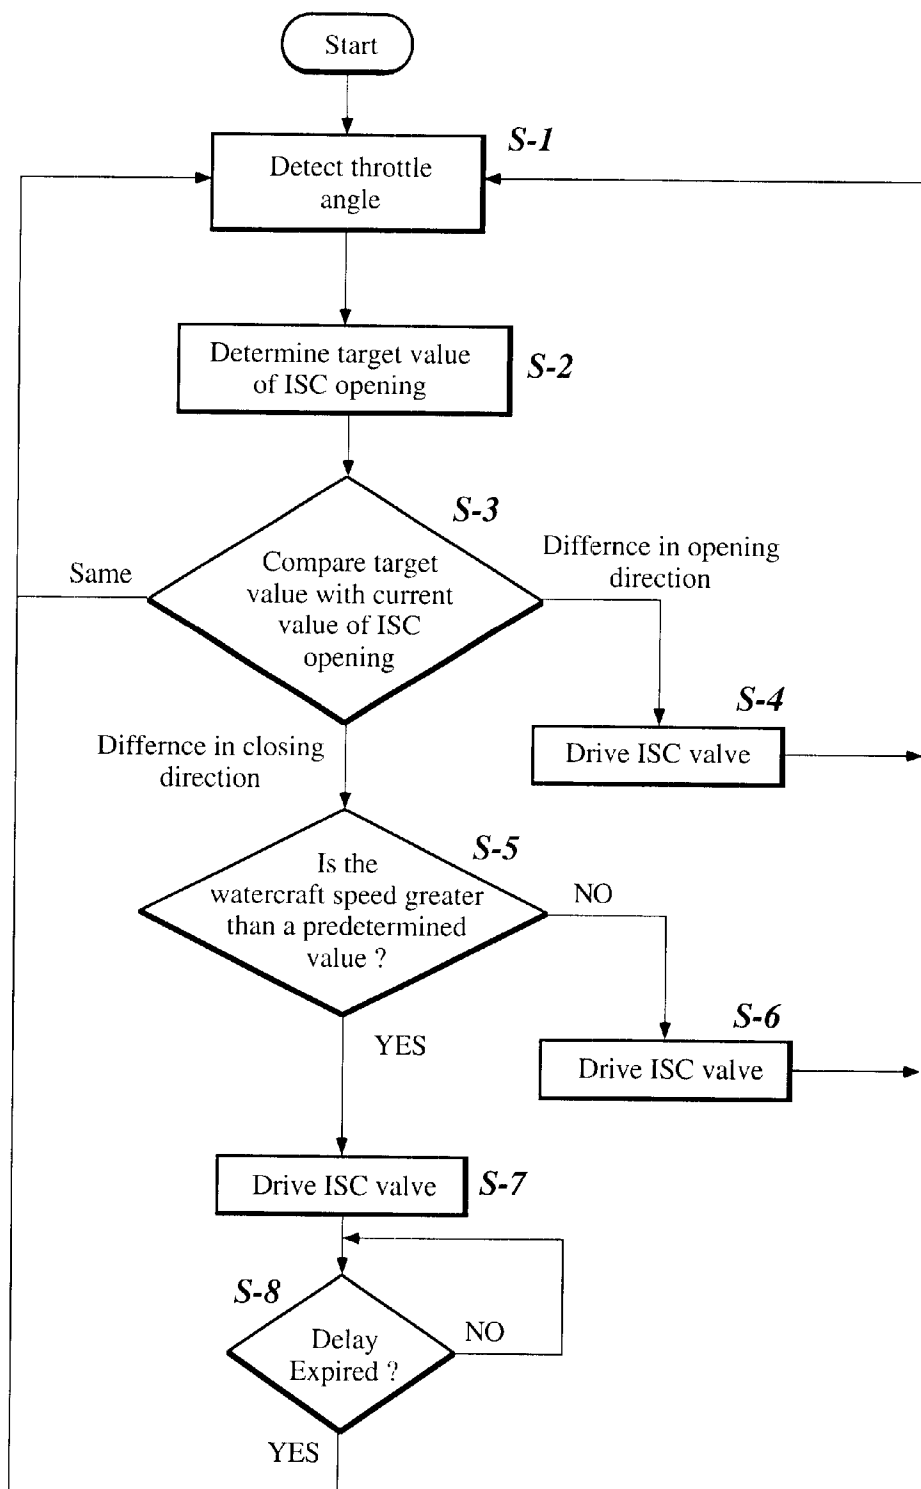 Start
S-1
Detect throttle
angle
Determine target value
of ISC opening
S-2
S-3
Compare target
value with current
value of ISC
opening
Same
Differnce in opening
direction
S-4
Drive ISC valve
Differnce in closing
direction
S-5
Is the
watercraft speed greater
than a predetermined
value ?
NO
YES
S-6
Drive ISC valve
Drive ISC valve
S-7
S-8
Delay
Expired ?
NO
YES